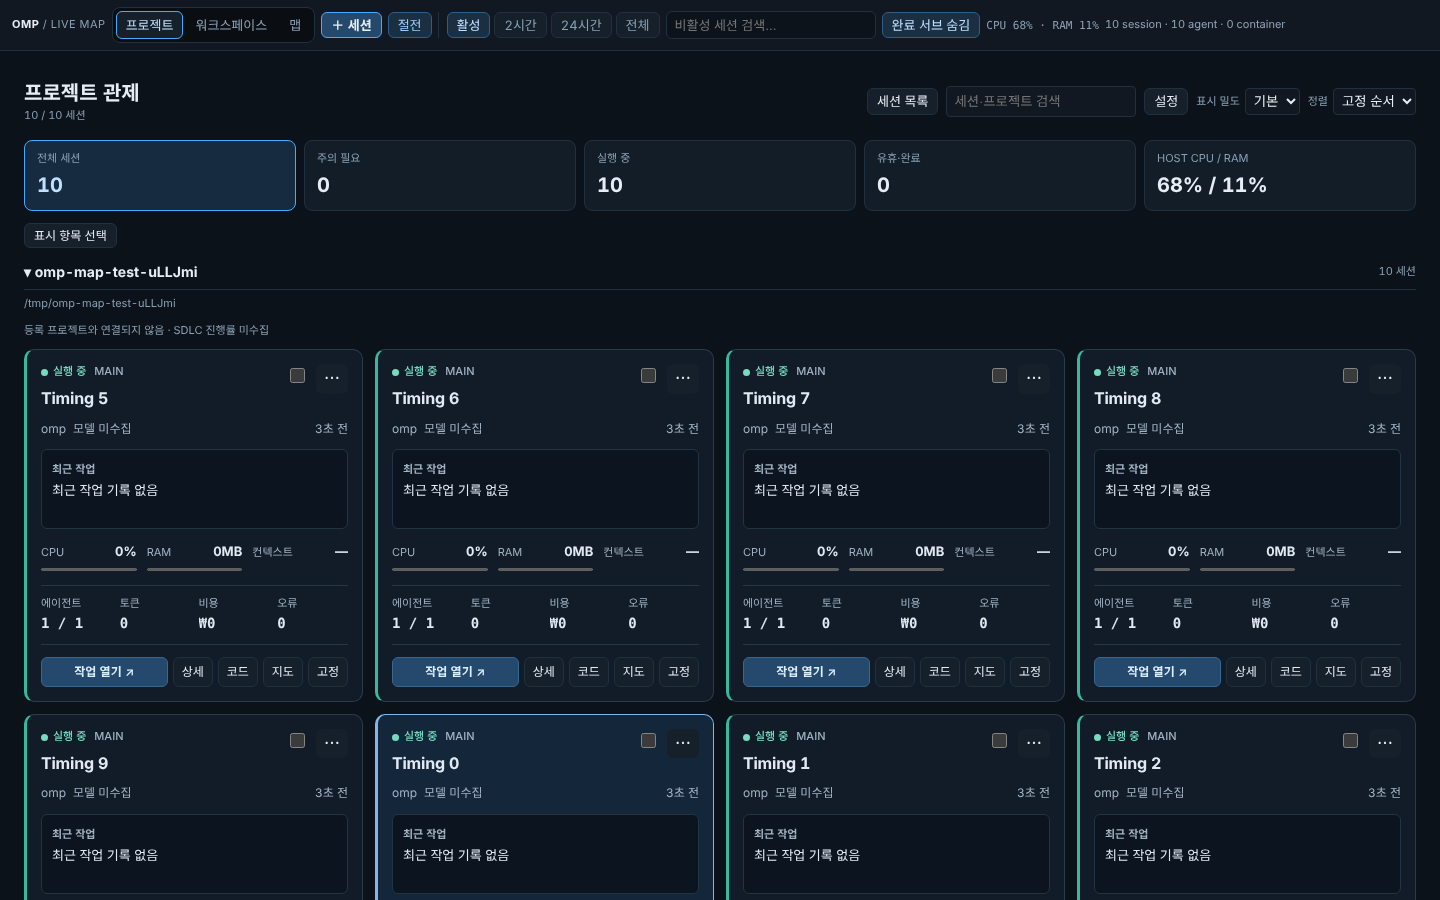 OMP / LIVE MAP 프로젝트 워크스페이스 맵 + 세션 절전 활성 2시간 24시간 전체 비활성 세션 검색... 완료 서브 숨김 CPU 68% · RAM 11% 10 session · 10 agent · 0 container
프로젝트 관제
10 / 10 세션
세션 목록 세션·프로젝트 검색 설정 표시 밀도 기본 정렬 고정 순서
전체 세션 주의 필요 실행 중 유휴·완료 HOST CPU / RAM
10 0 10 0 68% / 11%
표시 항목 선택
▾ omp-map-test-uLLJmi 10 세션
/tmp/omp-map-test-uLLJmi
등록 프로젝트와 연결되지 않음 · SDLC 진행률 미수집
실행 중 MAIN ...
Timing 5
omp 모델 미수집 3초 전
최근 작업
최근 작업 기록 없음
CPU 0% RAM 0MB 컨텍스트 —
에이전트 토큰 비용 오류
1 / 1 0 ₩0 0
작업 열기 ↗ 상세 코드 지도 고정
실행 중 MAIN ...
Timing 6
omp 모델 미수집 3초 전
최근 작업
최근 작업 기록 없음
CPU 0% RAM 0MB 컨텍스트 —
에이전트 토큰 비용 오류
1 / 1 0 ₩0 0
작업 열기 ↗ 상세 코드 지도 고정
실행 중 MAIN ...
Timing 7
omp 모델 미수집 3초 전
최근 작업
최근 작업 기록 없음
CPU 0% RAM 0MB 컨텍스트 —
에이전트 토큰 비용 오류
1 / 1 0 ₩0 0
작업 열기 ↗ 상세 코드 지도 고정
실행 중 MAIN ...
Timing 8
omp 모델 미수집 3초 전
최근 작업
최근 작업 기록 없음
CPU 0% RAM 0MB 컨텍스트 —
에이전트 토큰 비용 오류
1 / 1 0 ₩0 0
작업 열기 ↗ 상세 코드 지도 고정
실행 중 MAIN ...
Timing 9
omp 모델 미수집 3초 전
최근 작업
최근 작업 기록 없음
실행 중 MAIN ...
Timing 0
omp 모델 미수집 3초 전
최근 작업
최근 작업 기록 없음
실행 중 MAIN ...
Timing 1
omp 모델 미수집 3초 전
최근 작업
최근 작업 기록 없음
실행 중 MAIN ...
Timing 2
omp 모델 미수집 3초 전
최근 작업
최근 작업 기록 없음